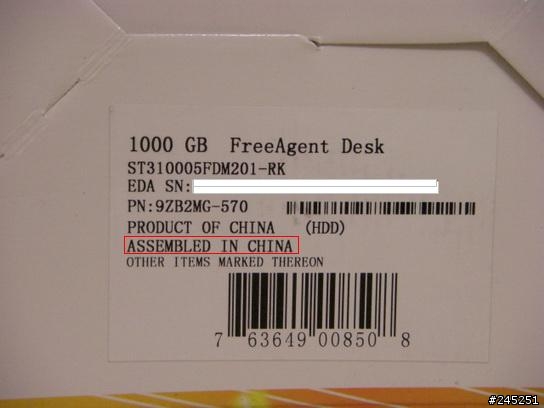 1000 GB FreeAgent Desk
ST310005FDM201-RK
EDA SN:
PN:9ZB2MG-570
PRODUCT OF CHINA (HDD)
ASSEMBLED IN CHINA
OTHER ITEMS MARKED THEREON
7 63649 00850 8
#245251